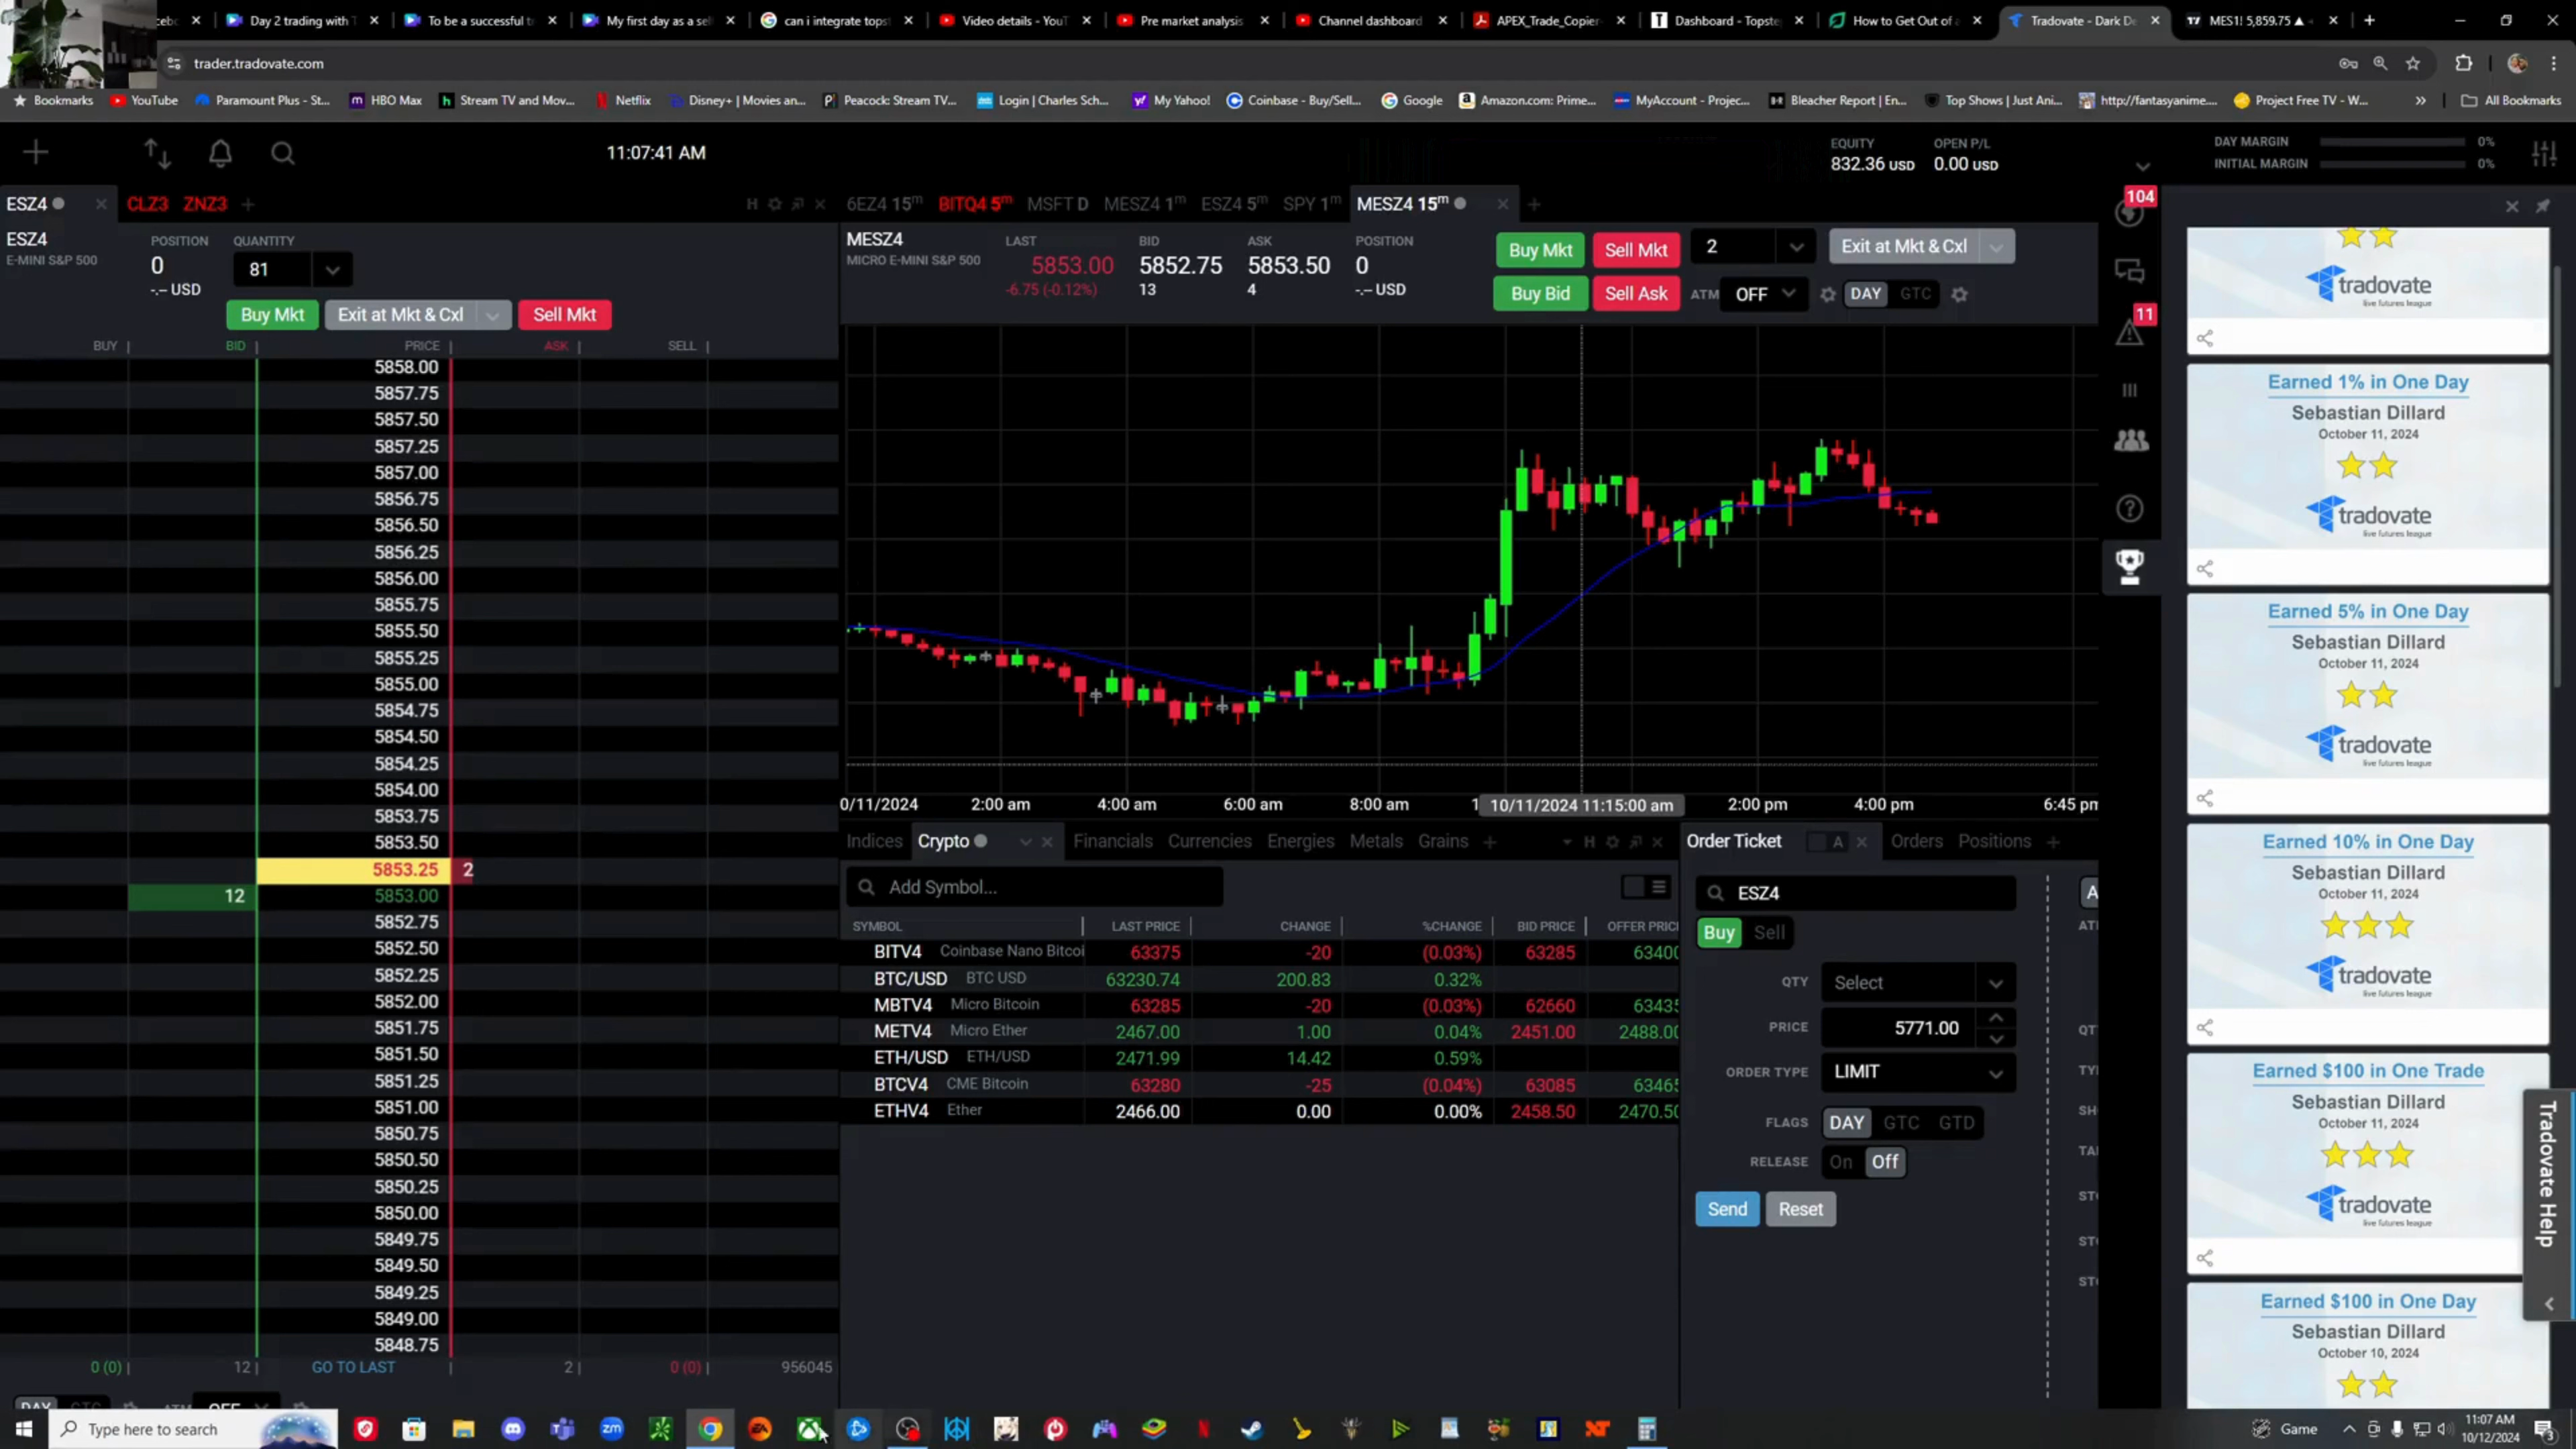 Day 2 trading with T
To be a successful t
My first day as a sel
can i integrate topst
Video details - YouT
Pre market analysis
Channel dashboard
APEX_Trade_Copier
Dashboard - Topste
How to Get Out of a
Tradovate - Dark De
MES1! 5,859.75 ▲
trader.tradovate.com
Bookmarks
YouTube
Paramount Plus - St...
HBO Max
Stream TV and Mov...
Netflix
Disney+ | Movies an...
Peacock: Stream TV...
Login | Charles Sch...
My Yahoo!
Coinbase - Buy/Sell...
Google
Amazon.com: Prime...
MyAccount - Projec...
Bleacher Report | En...
Top Shows | Just Ani...
http://fantasyanime....
Project Free TV - W...
All Bookmarks
11:07:41 AM
EQUITY
832.36 USD
OPEN P/L
0.00 USD
DAY MARGIN 0%
INITIAL MARGIN 0%
ESZ4 CLZ3 ZNZ3
ESZ4
E-MINI S&P 500
POSITION
0
-.-- USD
QUANTITY
81
Buy Mkt Exit at Mkt & Cxl Sell Mkt
BUY BID PRICE ASK SELL
5858.00
5857.75
5857.50
5857.25
5857.00
5856.75
5856.50
5856.25
5856.00
5855.75
5855.50
5855.25
5855.00
5854.75
5854.50
5854.25
5854.00
5853.75
5853.50
5853.25 2
12 5853.00
5852.75
5852.50
5852.25
5852.00
5851.75
5851.50
5851.25
5851.00
5850.75
5850.50
5850.25
5850.00
5849.75
5849.50
5849.25
5849.00
5848.75
0 (0) 12 GO TO LAST 2 0 (0) 956045
6EZ4 15m BITQ4 5m MSFT D MESZ4 1m ESZ4 5m SPY 1m MESZ4 15m
MESZ4
MICRO E-MINI S&P 500
LAST
5853.00
-6.75 (-0.12%)
BID
5852.75
13
ASK
5853.50
4
POSITION
0
-.-- USD
Buy Mkt Sell Mkt 2 Exit at Mkt & Cxl
Buy Bid Sell Ask ATM OFF DAY GTC
0/11/2024 2:00 am 4:00 am 6:00 am 8:00 am 1 10/11/2024 11:15:00 am 2:00 pm 4:00 pm 6:45 pm
Indices Crypto Financials Currencies Energies Metals Grains
Add Symbol...
SYMBOL LAST PRICE CHANGE %CHANGE BID PRICE OFFER PRIC
BITV4 Coinbase Nano Bitcoi 63375 -20 (0.03%) 63285 6340
BTC/USD BTC USD 63230.74 200.83 0.32%
MBTV4 Micro Bitcoin 63285 -20 (0.03%) 62660 6343
METV4 Micro Ether 2467.00 1.00 0.04% 2451.00 2488.0
ETH/USD ETH/USD 2471.99 14.42 0.59%
BTCV4 CME Bitcoin 63280 -25 (0.04%) 63085 6346
ETHV4 Ether 2466.00 0.00 0.00% 2458.50 2470.5
Order Ticket A Orders Positions
ESZ4
Buy Sell
QTY Select
PRICE 5771.00
ORDER TYPE LIMIT
FLAGS DAY GTC GTD
RELEASE On Off
Send Reset
104
11
tradovate
live futures league
Earned 1% in One Day
Sebastian Dillard
October 11, 2024
tradovate
live futures league
Earned 5% in One Day
Sebastian Dillard
October 11, 2024
tradovate
live futures league
Earned 10% in One Day
Sebastian Dillard
October 11, 2024
tradovate
live futures league
Earned $100 in One Trade
Sebastian Dillard
October 11, 2024
tradovate
live futures league
Earned $100 in One Day
Sebastian Dillard
October 10, 2024
Tradovate Help
Type here to search
Game
11:07 AM
10/12/2024